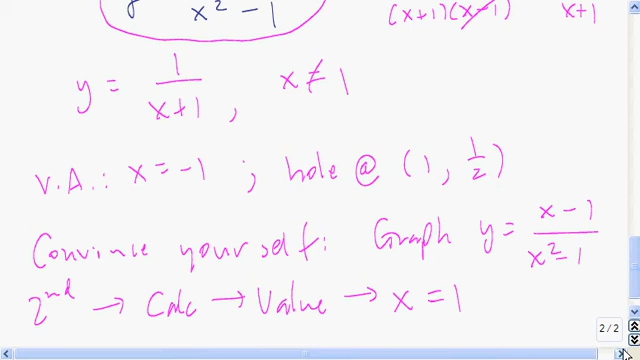 x² - 1 (x+1)(x-1) x+1
y = 1/(x+1), x ≠ 1
V.A.: x = -1 ; hole @ (1, 1/2)
Convince yourself: Graph y = (x-1)/(x²-1)
2nd → Calc → Value → x = 1
2 / 2